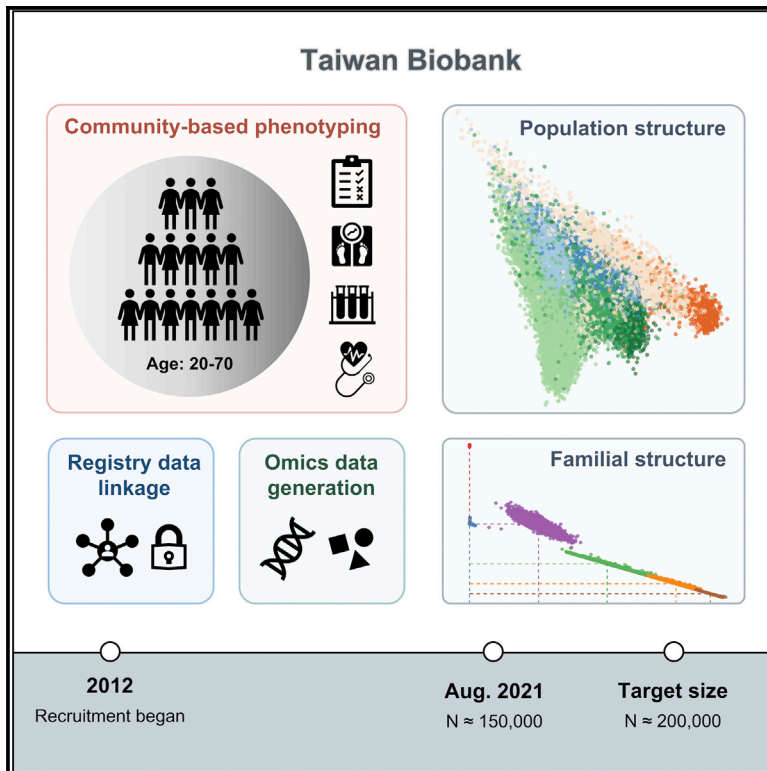 Taiwan Biobank
Community-based phenotyping
Age: 20-70
Population structure
Registry data
linkage
Omics data
generation
Familial structure
2012
Recruitment began
Aug. 2021
N ≈ 150,000
Target size
N ≈ 200,000